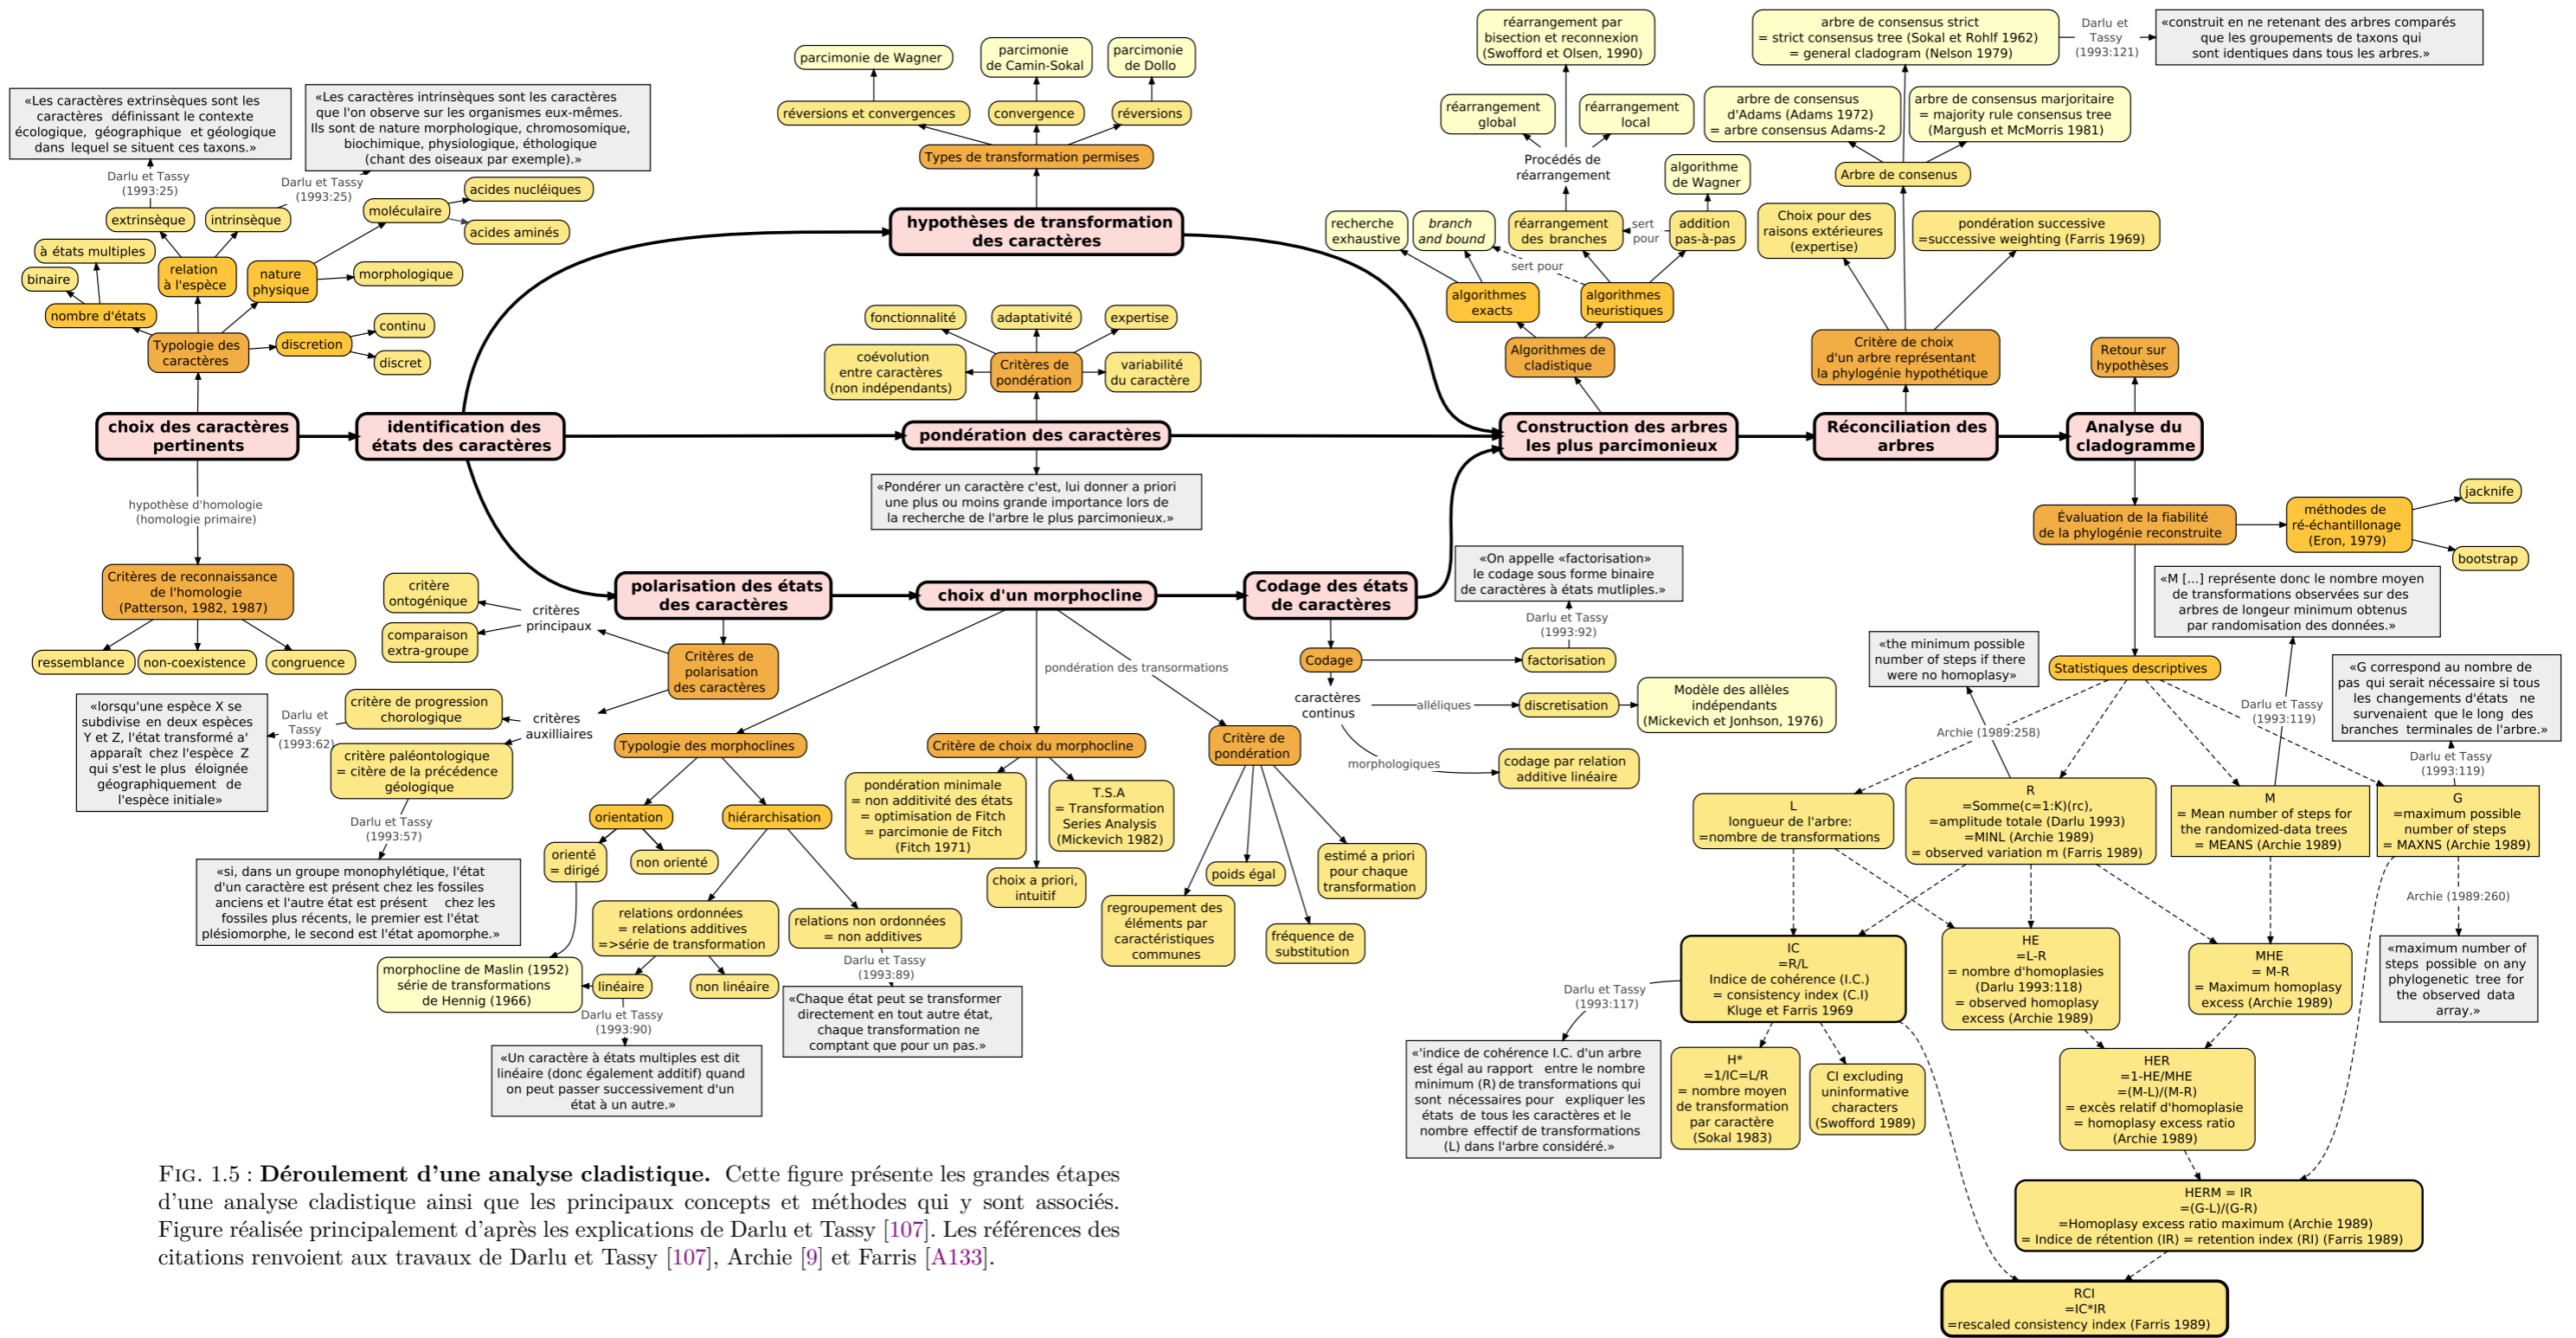 «Les caractères extrinsèques sont les
caractères définissant le contexte
écologique, géographique et géologique
dans lequel se situent ces taxons.»
«Les caractères intrinsèques sont les caractères
que l'on observe sur les organismes eux-mêmes.
Ils sont de nature morphologique, chromosomique,
biochimique, physiologique, éthologique
(chant des oiseaux par exemple).»
Darlu et Tassy
(1993:25)
Darlu et Tassy
(1993:25)
extrinsèque
intrinsèque
moléculaire
acides nucléiques
acides aminés
à états multiples
binaire
relation
à l'espèce
nature
physique
morphologique
nombre d'états
Typologie des
caractères
discretion
continu
discret
choix des caractères
pertinents
identification des
états des caractères
hypothèse d'homologie
(homologie primaire)
Critères de reconnaissance
de l'homologie
(Patterson, 1982, 1987)
ressemblance
non-coexistence
congruence
parcimonie de Wagner
parcimonie
de Camin-Sokal
parcimonie
de Dollo
réversions et convergences
convergence
réversions
Types de transformation permises
hypothèses de transformation
des caractères
fonctionnalité
adaptativité
expertise
coévolution
entre caractères
(non indépendants)
Critères de
pondération
variabilité
du caractère
pondération des caractères
«Pondérer un caractère c'est, lui donner a priori
une plus ou moins grande importance lors de
la recherche de l'arbre le plus parcimonieux.»
polarisation des états
des caractères
choix d'un morphocline
Codage des états
de caractères
critère
ontogénique
comparaison
extra-groupe
critères
principaux
Critères de
polarisation
des caractères
critères
auxilliaires
critère de progression
chorologique
Darlu et
Tassy
(1993:62)
«lorsqu'une espèce X se
subdivise en deux espèces
Y et Z, l'état transformé a'
apparaît chez l'espèce Z
qui s'est le plus éloignée
géographiquement de
l'espèce initiale»
critère paléontologique
= citère de la précédence
géologique
Darlu et Tassy
(1993:57)
«si, dans un groupe monophylétique, l'état
d'un caractère est présent chez les fossiles
anciens et l'autre état est présent chez les
fossiles plus récents, le premier est l'état
plésiomorphe, le second est l'état apomorphe.»
Typologie des morphoclines
orientation
hiérarchisation
orienté
= dirigé
non orienté
relations ordonnées
= relations additives
=>série de transformation
relations non ordonnées
= non additives
morphocline de Maslin (1952)
série de transformations
de Hennig (1966)
linéaire
non linéaire
Darlu et Tassy
(1993:90)
«Un caractère à états multiples est dit
linéaire (donc également additif) quand
on peut passer successivement d'un
état à un autre.»
Darlu et Tassy
(1993:89)
«Chaque état peut se transformer
directement en tout autre état,
chaque transformation ne
comptant que pour un pas.»
pondération des transormations
Critère de choix du morphocline
pondération minimale
= non additivité des états
= optimisation de Fitch
= parcimonie de Fitch
(Fitch 1971)
T.S.A
= Transformation
Series Analysis
(Mickevich 1982)
choix a priori,
intuitif
Critère de
pondération
regroupement des
éléments par
caractéristiques
communes
poids égal
fréquence de
substitution
estimé a priori
pour chaque
transformation
«On appelle «factorisation»
le codage sous forme binaire
de caractères à états mutliples.»
Darlu et Tassy
(1993:92)
Codage
factorisation
caractères
continus
alléliques
discretisation
Modèle des allèles
indépendants
(Mickevich et Jonhson, 1976)
morphologiques
codage par relation
additive linéaire
réarrangement par
bisection et reconnexion
(Swofford et Olsen, 1990)
réarrangement
global
réarrangement
local
Procédés de
réarrangement
algorithme
de Wagner
recherche
exhaustive
branch
and bound
réarrangement
des branches
sert
pour
addition
pas-à-pas
sert pour
algorithmes
exacts
algorithmes
heuristiques
Algorithmes de
cladistique
Construction des arbres
les plus parcimonieux
arbre de consensus strict
= strict consensus tree (Sokal et Rohlf 1962)
= general cladogram (Nelson 1979)
Darlu et
Tassy
(1993:121)
«construit en ne retenant des arbres comparés
que les groupements de taxons qui
sont identiques dans tous les arbres.»
arbre de consensus
d'Adams (Adams 1972)
= arbre consensus Adams-2
arbre de consensus marjoritaire
= majority rule consensus tree
(Margush et McMorris 1981)
Arbre de consenus
Choix pour des
raisons extérieures
(expertise)
pondération successive
=successive weighting (Farris 1969)
Critère de choix
d'un arbre représentant
la phylogénie hypothétique
Réconciliation des
arbres
Retour sur
hypothèses
Analyse du
cladogramme
Évaluation de la fiabilité
de la phylogénie reconstruite
méthodes de
ré-échantillonage
(Eron, 1979)
jacknife
bootstrap
«M [...] représente donc le nombre moyen
de transformations observées sur des
arbres de longeur minimum obtenus
par randomisation des données.»
«the minimum possible
number of steps if there
were no homoplasy»
Statistiques descriptives
«G correspond au nombre de
pas qui serait nécessaire si tous
les changements d'états ne
survenaient que le long des
branches terminales de l'arbre.»
Archie (1989:258)
Darlu et Tassy
(1993:119)
Darlu et Tassy
(1993:119)
L
longueur de l'arbre:
=nombre de transformations
R
=Somme(c=1:K)(rc),
=amplitude totale (Darlu 1993)
=MINL (Archie 1989)
= observed variation m (Farris 1989)
M
= Mean number of steps for
the randomized-data trees
= MEANS (Archie 1989)
G
=maximum possible
number of steps
= MAXNS (Archie 1989)
Archie (1989:260)
«maximum number of
steps possible on any
phylogenetic tree for
the observed data
array.»
IC
=R/L
Indice de cohérence (I.C.)
= consistency index (C.I)
Kluge et Farris 1969
HE
=L-R
= nombre d'homoplasies
(Darlu 1993:118)
= observed homoplasy
excess (Archie 1989)
MHE
= M-R
= Maximum homoplasy
excess (Archie 1989)
Darlu et Tassy
(1993:117)
«'indice de cohérence I.C. d'un arbre
est égal au rapport entre le nombre
minimum (R) de transformations qui
sont nécessaires pour expliquer les
états de tous les caractères et le
nombre effectif de transformations
(L) dans l'arbre considéré.»
H*
=1/IC=L/R
= nombre moyen
de transformation
par caractère
(Sokal 1983)
CI excluding
uninformative
characters
(Swofford 1989)
HER
=1-HE/MHE
=(M-L)/(M-R)
= excès relatif d'homoplasie
= homoplasy excess ratio
(Archie 1989)
HERM = IR
=(G-L)/(G-R)
=Homoplasy excess ratio maximum (Archie 1989)
= Indice de rétention (IR) = retention index (RI) (Farris 1989)
RCI
=IC*IR
=rescaled consistency index (Farris 1989)
FIG. 1.5 : Déroulement d'une analyse cladistique. Cette figure présente les grandes étapes
d'une analyse cladistique ainsi que les principaux concepts et méthodes qui y sont associés.
Figure réalisée principalement d'après les explications de Darlu et Tassy [107]. Les références des
citations renvoient aux travaux de Darlu et Tassy [107], Archie [9] et Farris [A133].